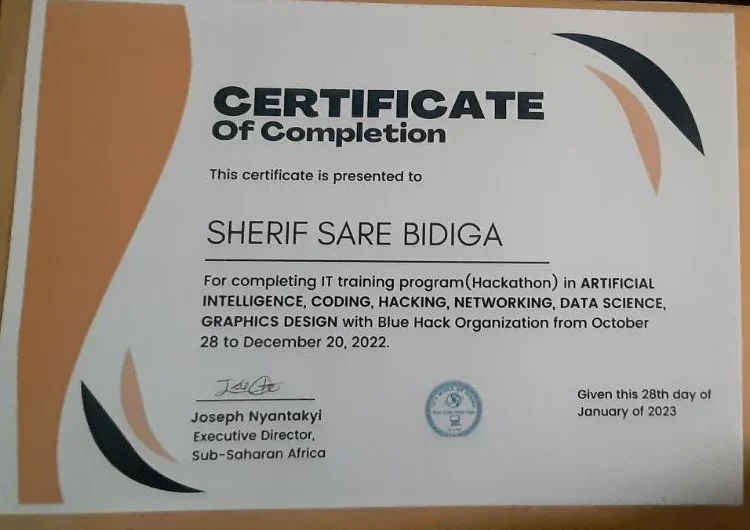 CERTIFICATE
Of Completion
This certificate is presented to
SHERIF SARE BIDIGA
For completing IT training program(Hackathon) in ARTIFICIAL
INTELLIGENCE, CODING, HACKING, NETWORKING, DATA SCIENCE,
GRAPHICS DESIGN with Blue Hack Organization from October
28 to December 20, 2022.
Joseph Nyantakyi
Executive Director,
Sub-Saharan Africa
Given this 28th day of
January of 2023